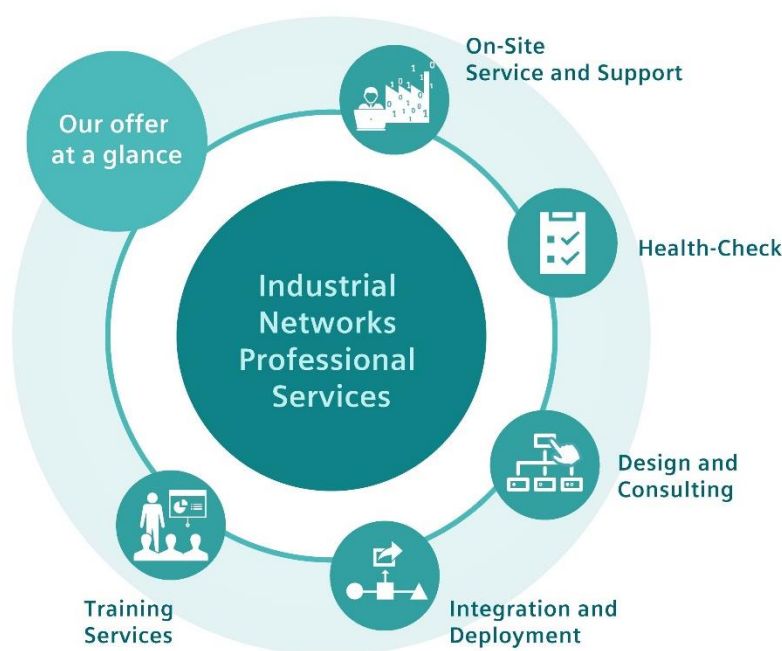 Our offer
at a glance
On-Site
Service and Support
Health-Check
Industrial
Networks
Professional
Services
Design and
Consulting
Integration and
Deployment
Training
Services